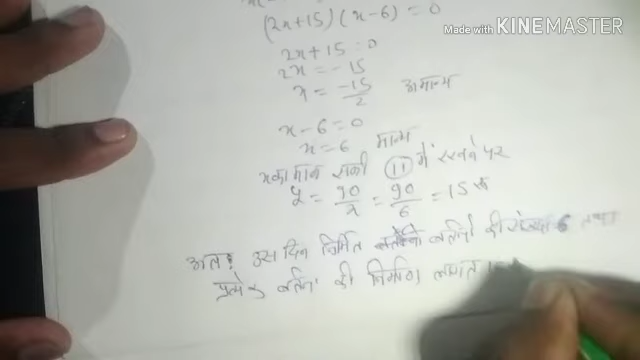 Made with KINEMASTER
(2x+15) (x-6) = 0
2x+15=0
2x = -15
x = -15/2 अमान्य
x-6=0
x=6 मान्य
x का मान समी (11) में रखने पर
y = 90/x = 90/6 = 15 रु
अतः उस दिन निर्मित बर्तनों की संख्या 6 तथा
प्रत्येक बर्तन की निर्माण लागत